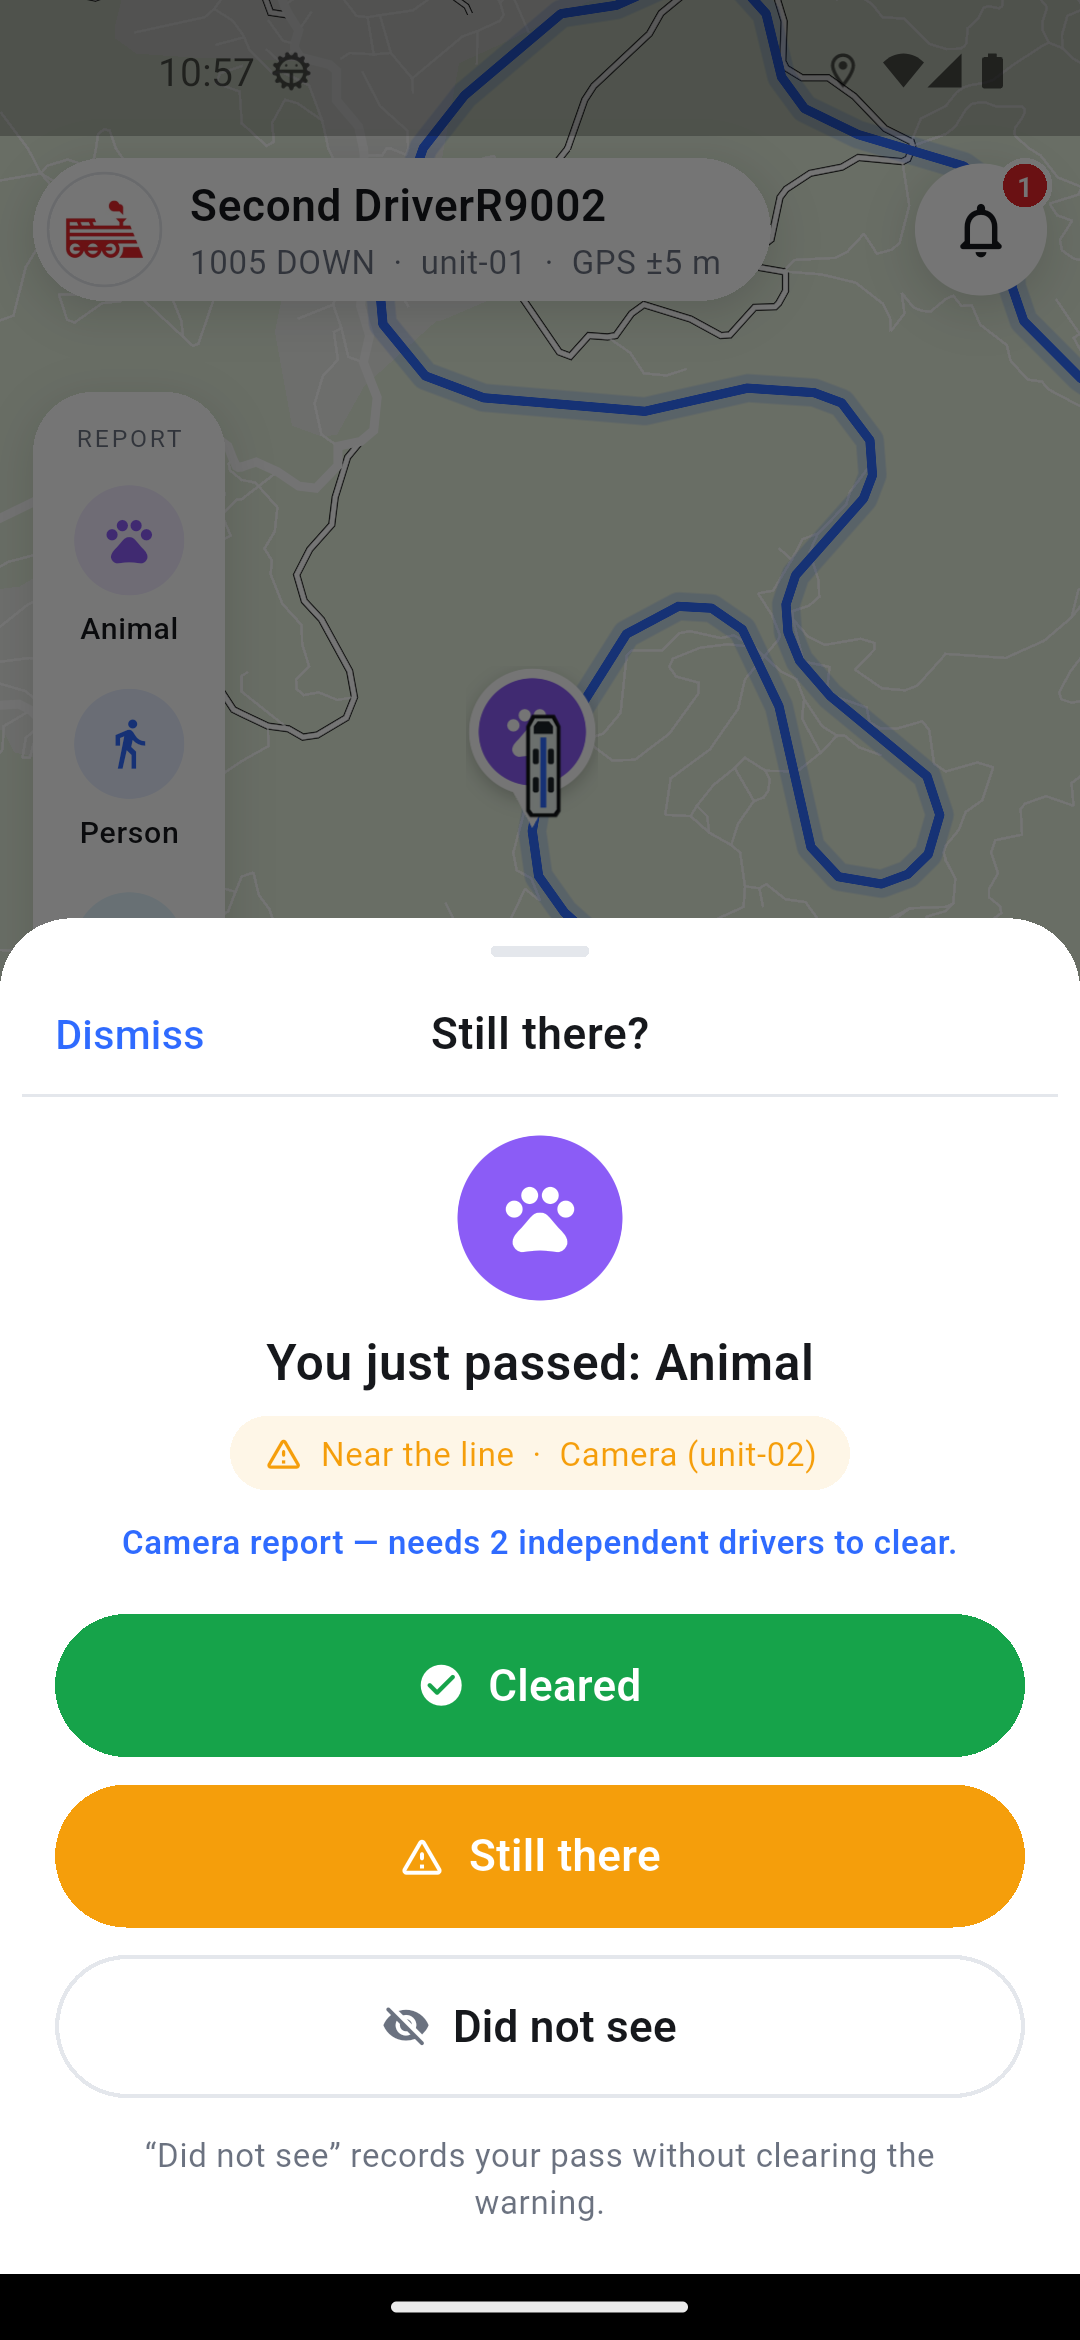 10:57
Second DriverR9002
1005 DOWN · unit-01 · GPS ±5 m
1
REPORT
Animal
Person
Dismiss
Still there?
You just passed: Animal
Near the line · Camera (unit-02)
Camera report — needs 2 independent drivers to clear.
Cleared
Still there
Did not see
“Did not see” records your pass without clearing the
warning.